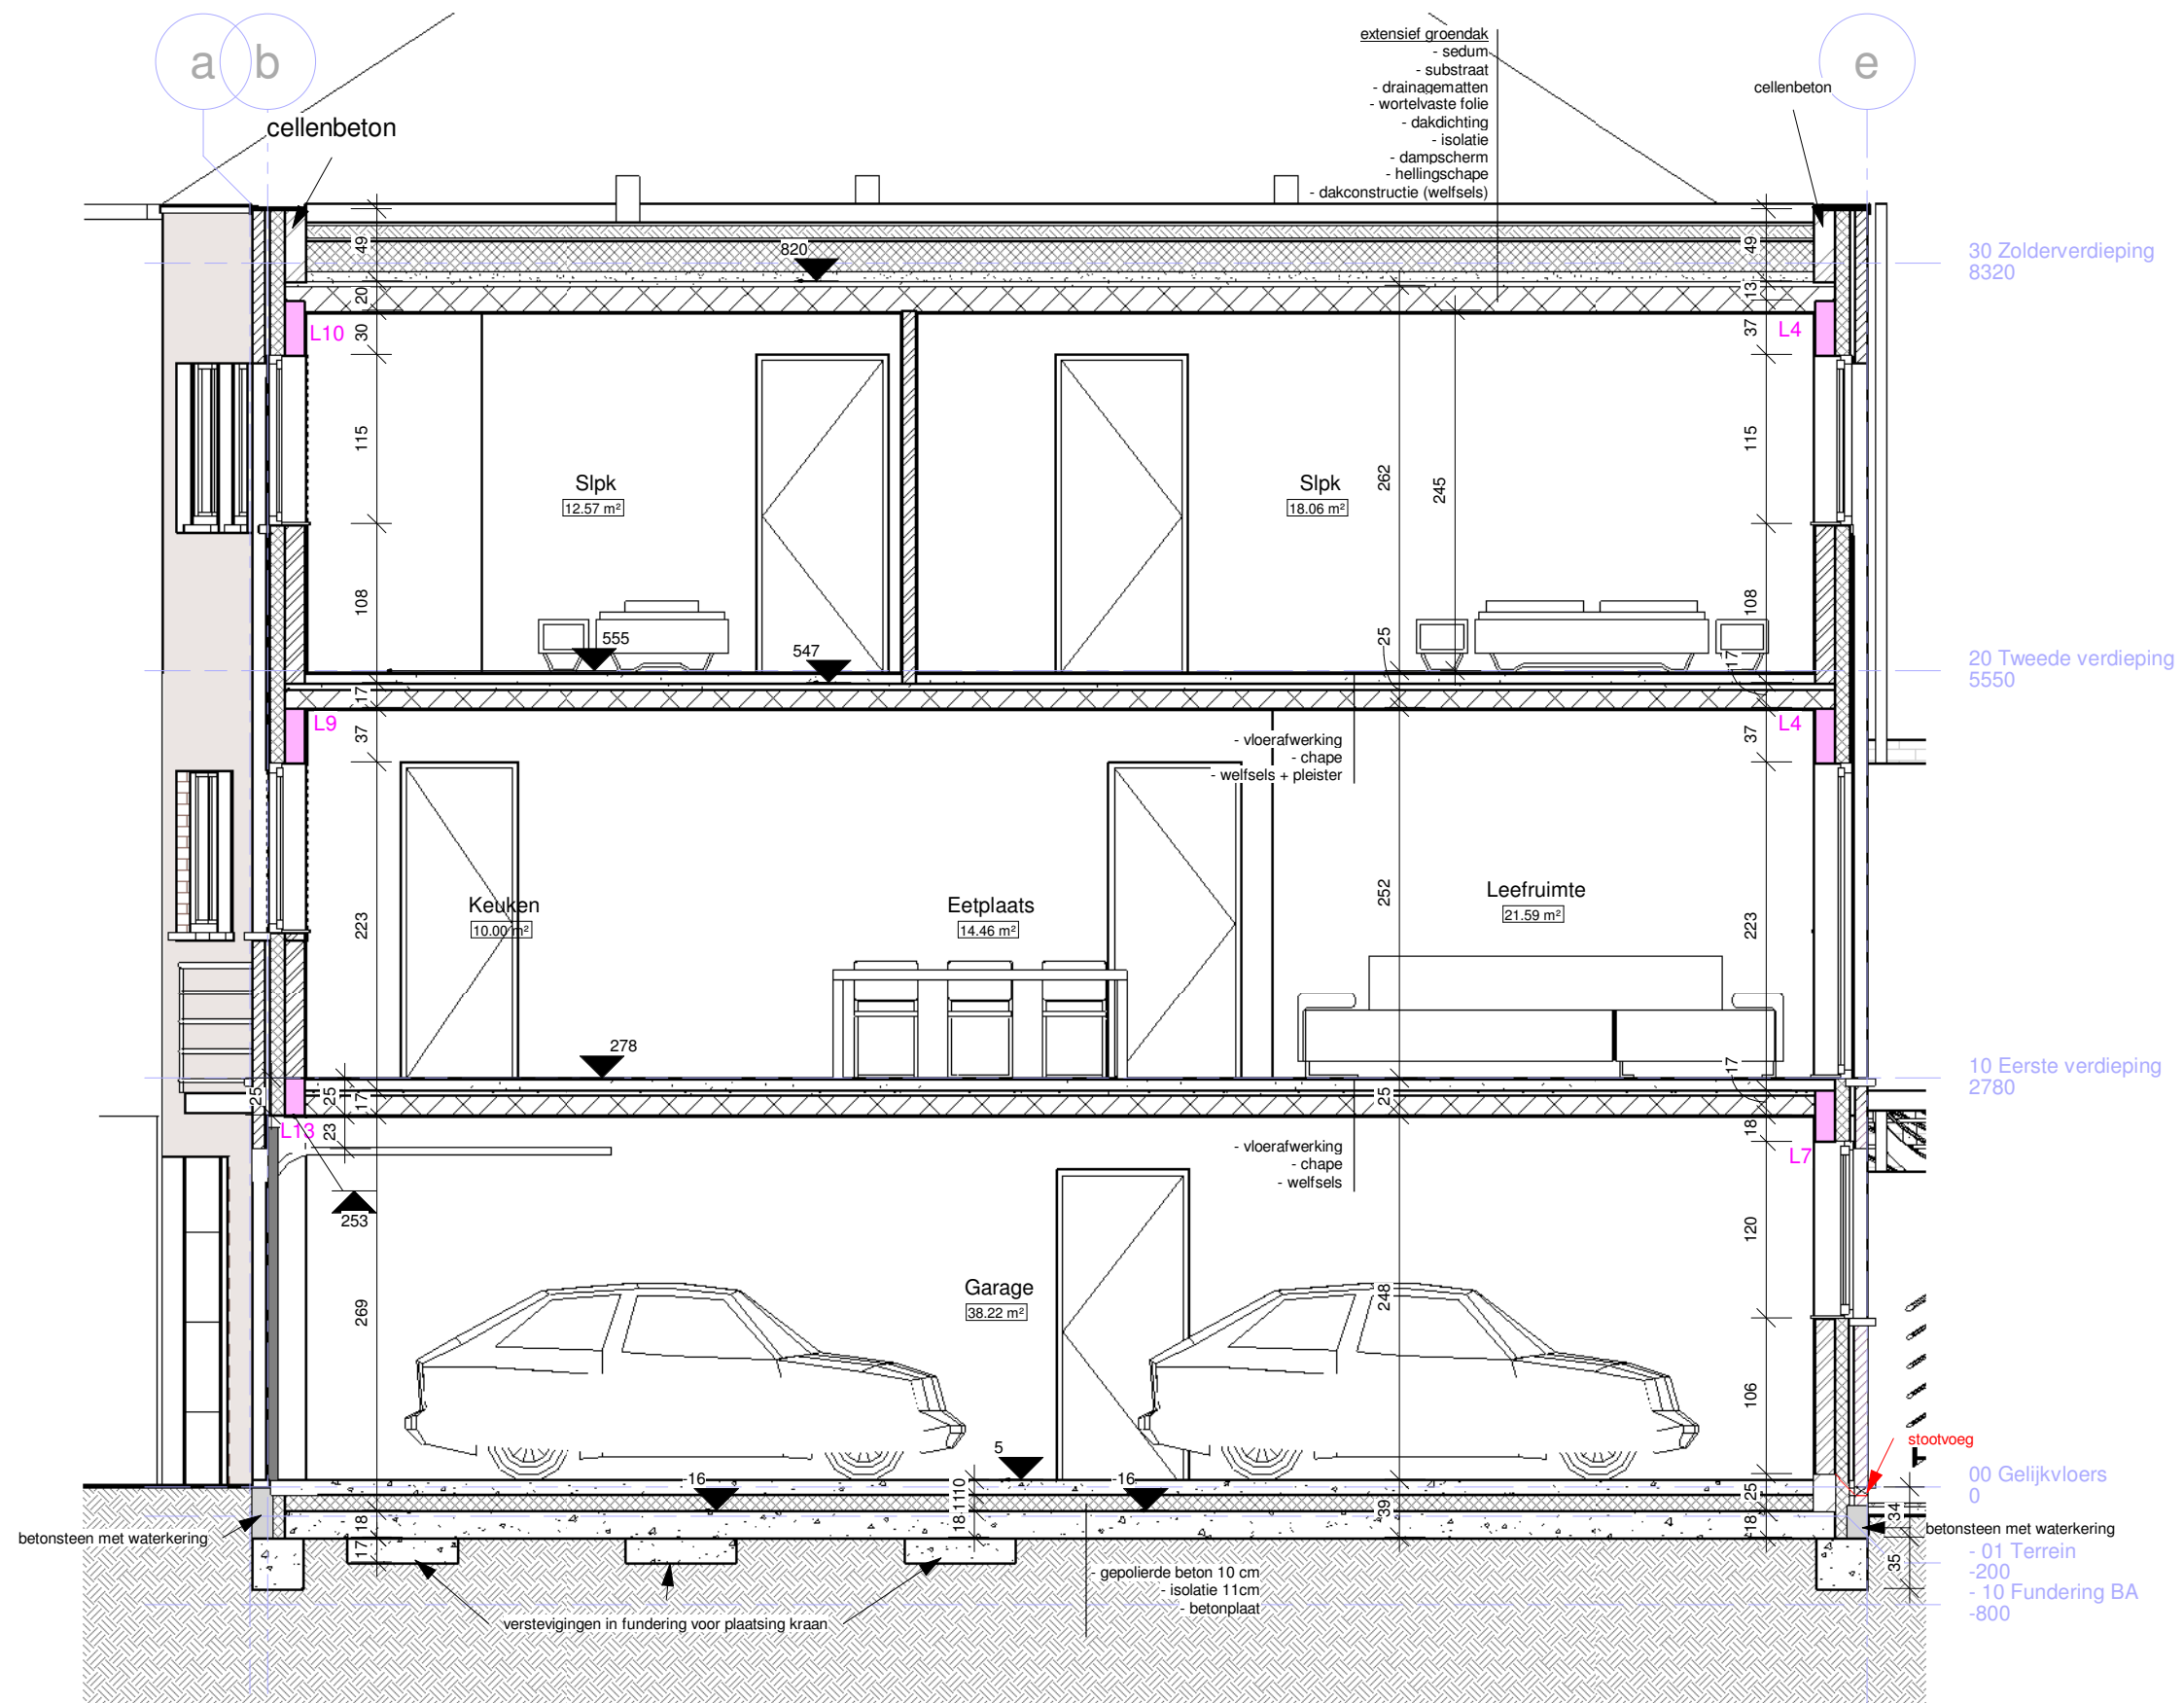 a
b
e
extensief groendak
- sedum
- substraat
- drainagematten
- wortelvaste folie
- dakdichting
- isolatie
- dampscherm
- hellingschape
- dakconstructie (welfsels)
cellenbeton
cellenbeton
49
820
49
30 Zolderverdieping
8320
20
13
L10
30
37
L4
115
115
Slpk
12.57 m²
Slpk
18.06 m²
262
245
108
108
555
547
25
17
20 Tweede verdieping
5550
17
L9
37
37
L4
- vloerafwerking
- chape
- welfsels + pleister
Keuken
10.00 m²
Eetplaats
14.46 m²
Leefruimte
21.59 m²
252
223
223
278
17
10 Eerste verdieping
2780
25
25
17
25
L13
23
18
L7
- vloerafwerking
- chape
- welfsels
253
120
Garage
38.22 m²
269
248
106
stootvoeg
5
00 Gelijkvloers
0
-16
-16
10
11
18
39
25
18
34
18
17
betonsteen met waterkering
betonsteen met waterkering
- 01 Terrein
-200
35
- 10 Fundering BA
-800
- gepolierde beton 10 cm
- isolatie 11cm
- betonplaat
verstevigingen in fundering voor plaatsing kraan